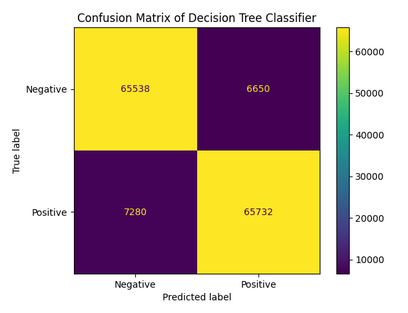 Confusion Matrix of Decision Tree Classifier
True label
Negative
65538
6650
Positive
7280
65732
Negative
Positive
Predicted label
60000
50000
40000
30000
20000
10000